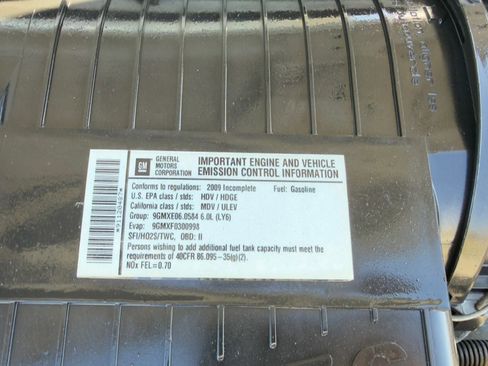 GM
GENERAL
MOTORS
CORPORATION
IMPORTANT ENGINE AND VEHICLE
EMISSION CONTROL INFORMATION
Conforms to regulations: 2009 Incomplete Fuel: Gasoline
U.S. EPA class / stds: HDV / HDGE
California class / stds: MDV / ULEV
Group: 9GMXE06.0584 6.0L (LY6)
Evap: 9GMXF0300998
SFI/HO2S/TWC, OBD: II
Persons wishing to add additional fuel tank capacity must meet the
requirements of 40CFR 86.095-35(g)(2).
NOx FEL=0.70